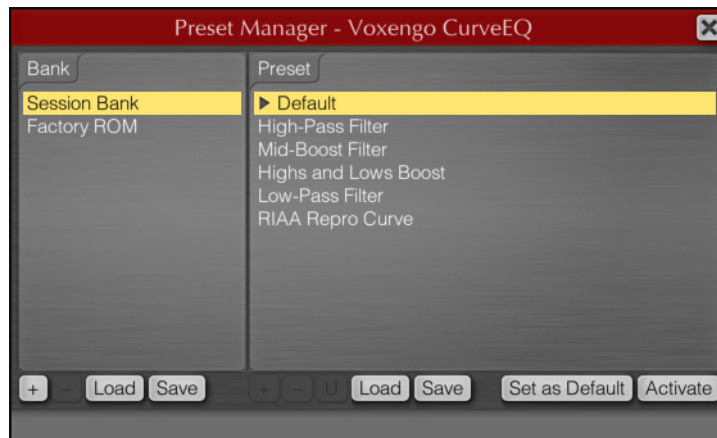 Preset Manager - Voxengo CurveEQ
Bank
Session Bank
Factory ROM
Preset
Default
High-Pass Filter
Mid-Boost Filter
Highs and Lows Boost
Low-Pass Filter
RIAA Repro Curve
+ - Load Save
+ - U Load Save Set as Default Activate